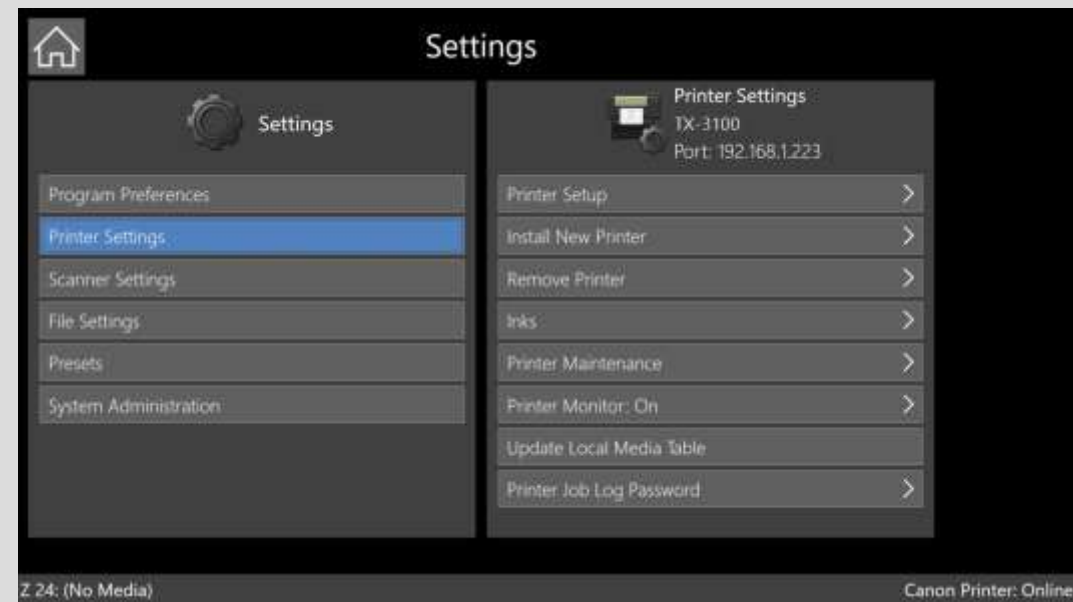 Settings
Settings
Program Preferences
Printer Settings
Scanner Settings
File Settings
Presets
System Administration
Printer Settings
TX-3100
Port: 192.168.1.223
Printer Setup
Install New Printer
Remove Printer
Inks
Printer Maintenance
Printer Monitor: On
Update Local Media Table
Printer Job Log Password
Z 24: (No Media)
Canon Printer: Online